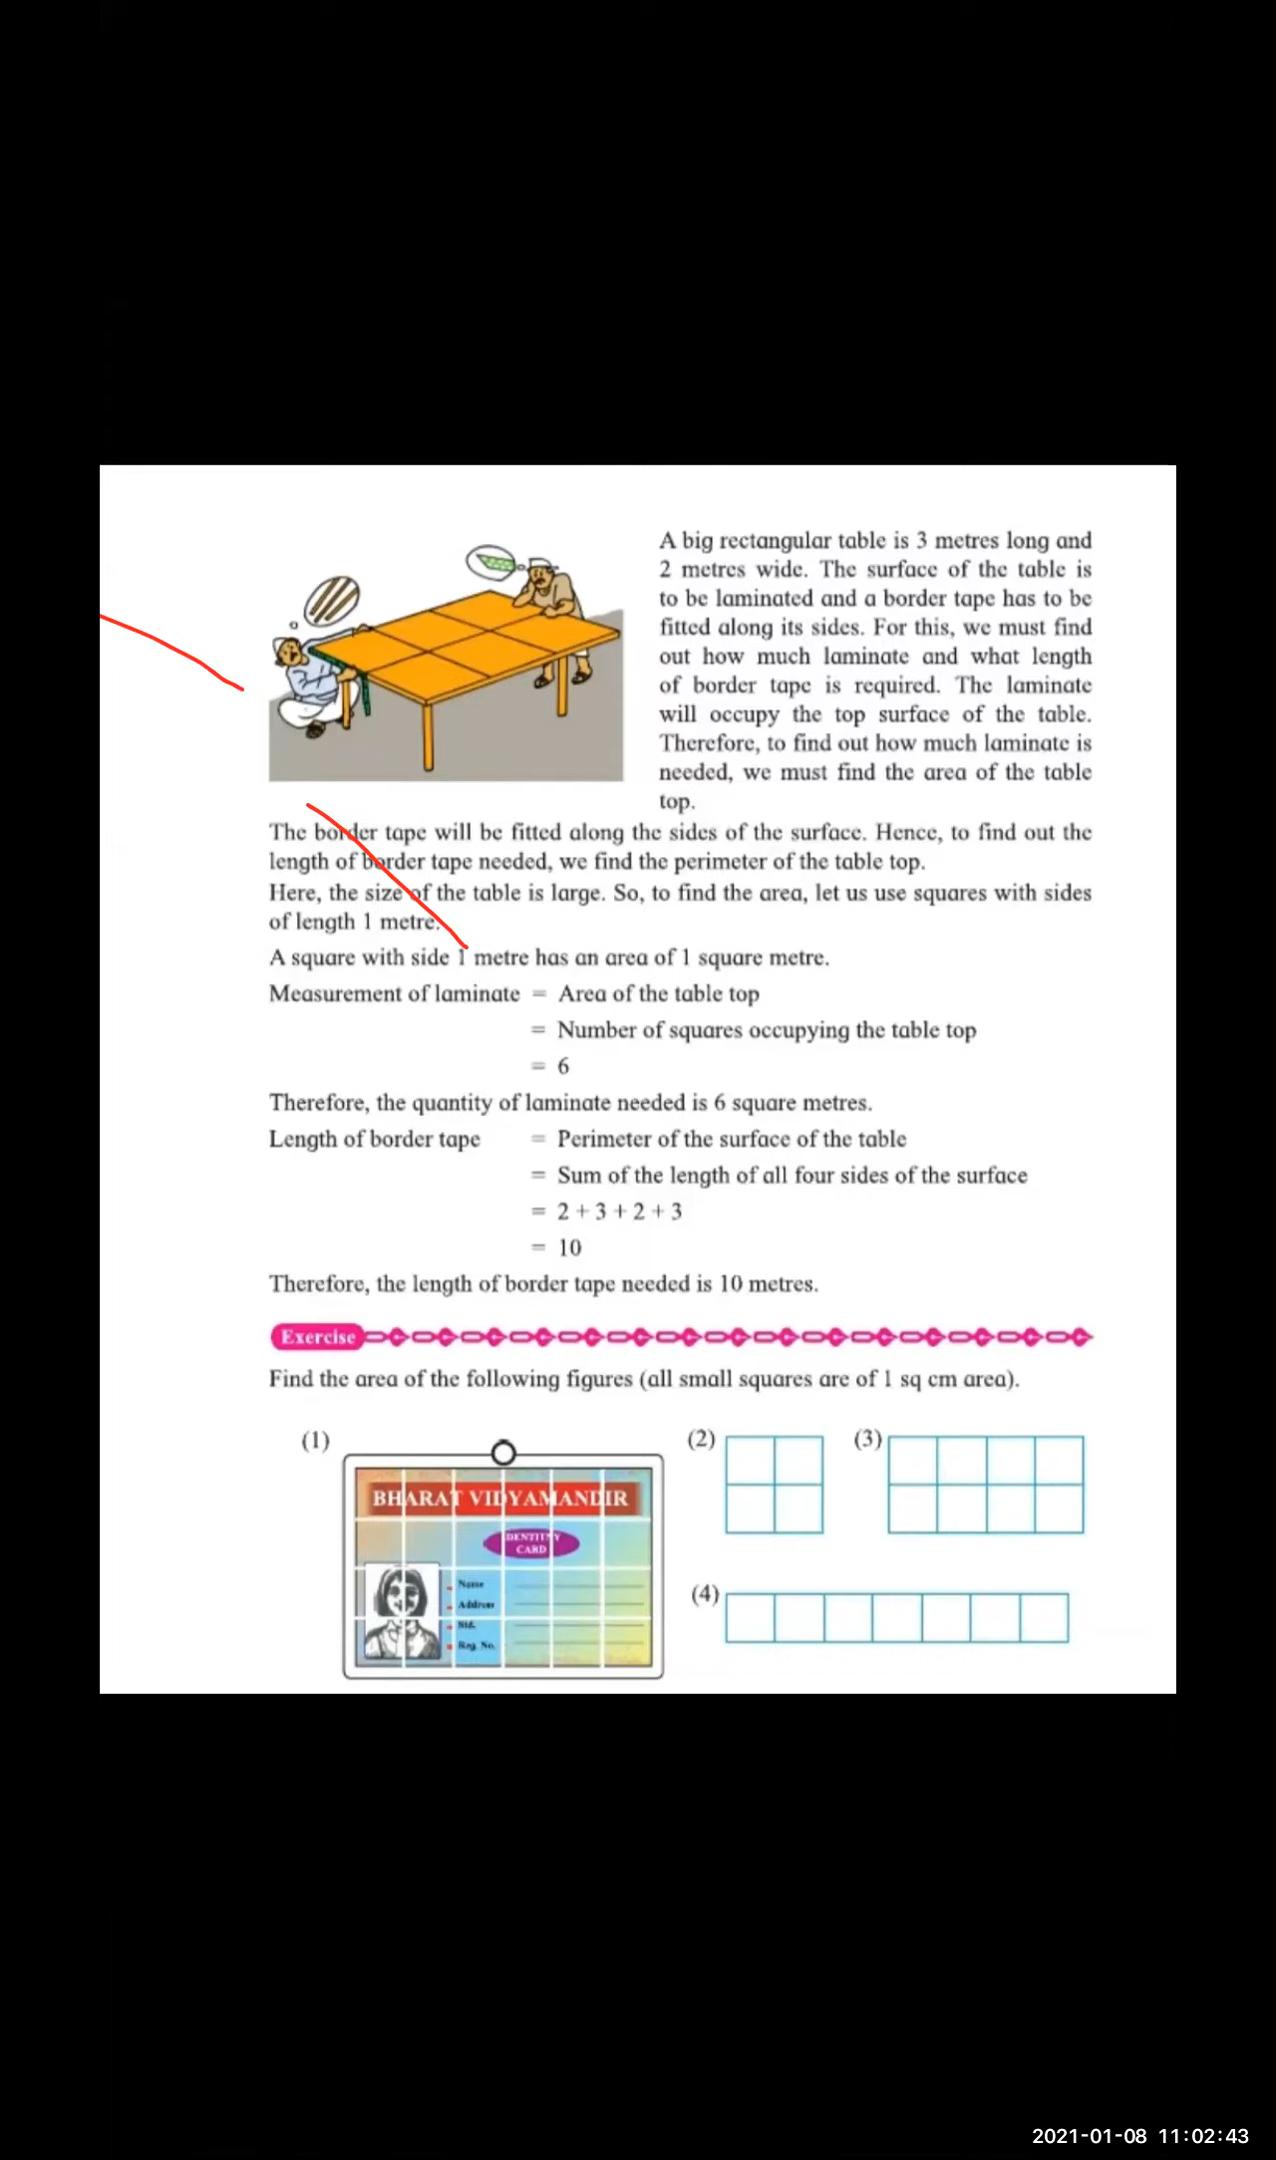 A big rectangular table is 3 metres long and
2 metres wide. The surface of the table is
to be laminated and a border tape has to be
fitted along its sides. For this, we must find
out how much laminate and what length
of border tape is required. The laminate
will occupy the top surface of the table.
Therefore, to find out how much laminate is
needed, we must find the area of the table
top.
The border tape will be fitted along the sides of the surface. Hence, to find out the
length of border tape needed, we find the perimeter of the table top.
Here, the size of the table is large. So, to find the area, let us use squares with sides
of length 1 metre.
A square with side 1 metre has an area of 1 square metre.
Measurement of laminate = Area of the table top
= Number of squares occupying the table top
= 6
Therefore, the quantity of laminate needed is 6 square metres.
Length of border tape = Perimeter of the surface of the table
= Sum of the length of all four sides of the surface
= 2 + 3 + 2 + 3
= 10
Therefore, the length of border tape needed is 10 metres.
Exercise
Find the area of the following figures (all small squares are of 1 sq cm area).
(1)
BHARAT VIDYAMANDIR
IDENTITY
CARD
Name
Address
Std.
Reg. No.
(2)
(3)
(4)
2021-01-08 11:02:43